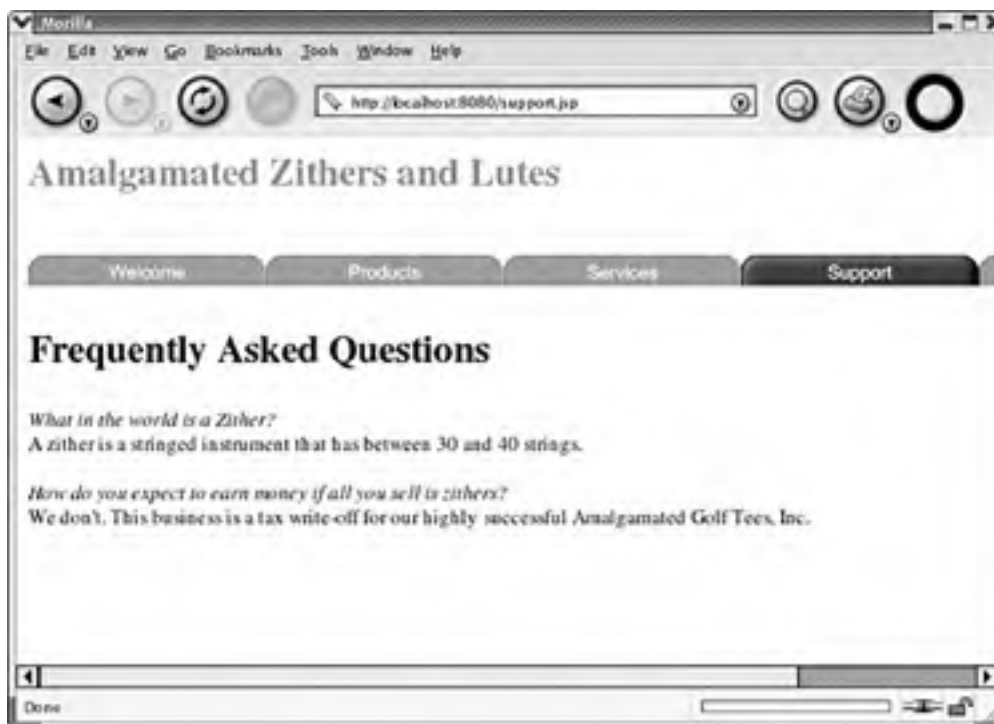 Mozilla
File Edit View Go Bookmarks Tools Window Help
http://localhost:8080/support.jsp
Amalgamated Zithers and Lutes
Welcome Products Services Support
Frequently Asked Questions
What in the world is a Zither?
A zither is a stringed instrument that has between 30 and 40 strings.
How do you expect to earn money if all you sell is zithers?
We don't. This business is a tax write-off for our highly successful Amalgamated Golf Tees, Inc.
Done